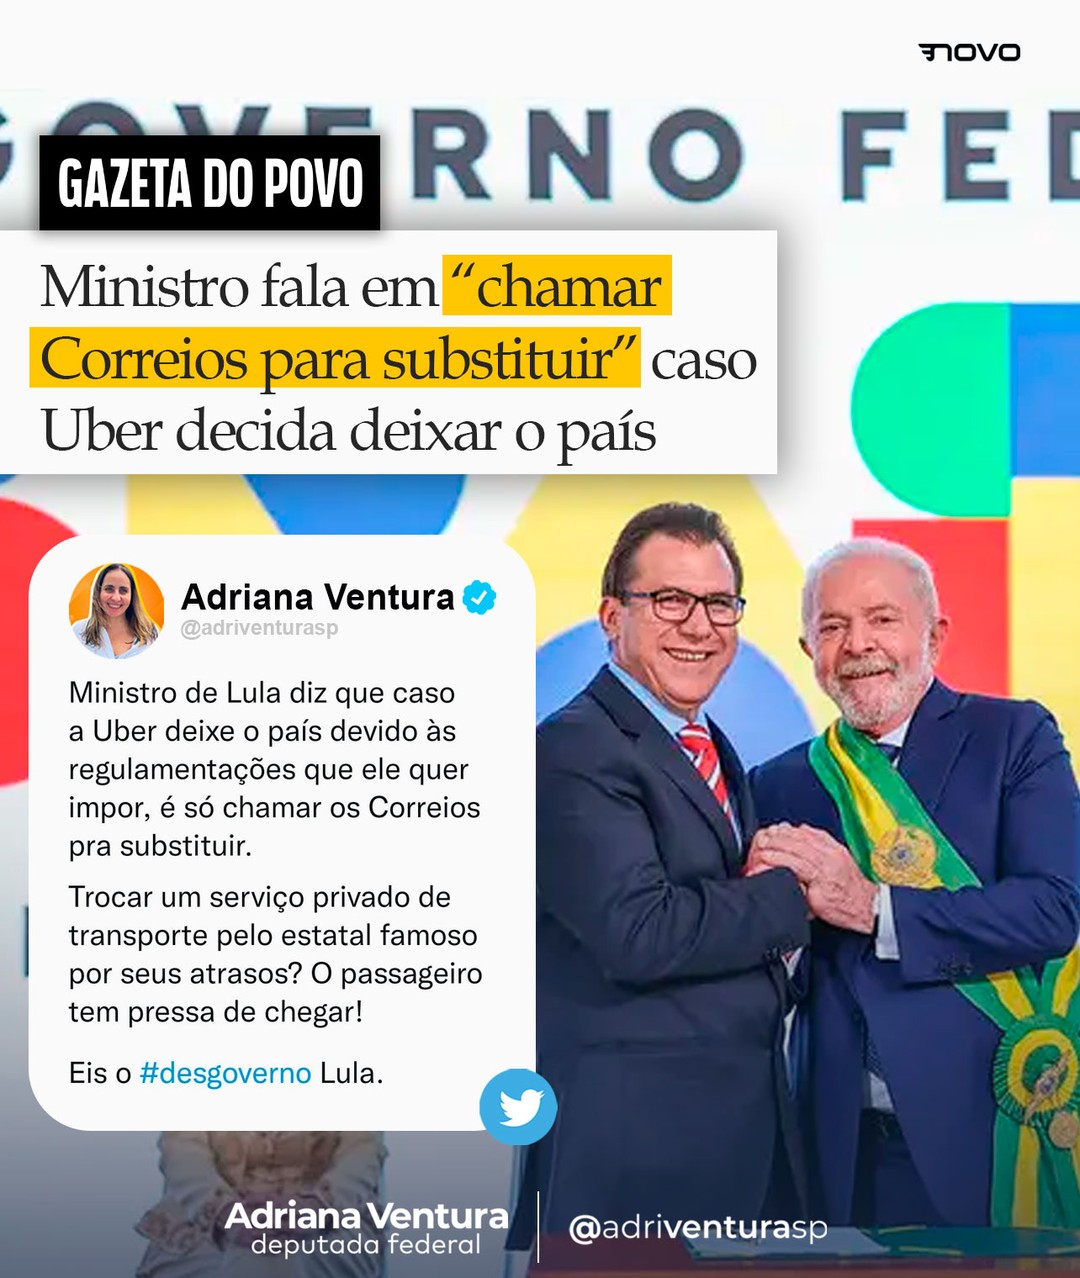 novo
GOVERNO FED
GAZETA DO POVO
Ministro fala em “chamar
Correios para substituir” caso
Uber decida deixar o país
Adriana Ventura
@adriventurasp
Ministro de Lula diz que caso
a Uber deixe o país devido às
regulamentações que ele quer
impor, é só chamar os Correios
pra substituir.
Trocar um serviço privado de
transporte pelo estatal famoso
por seus atrasos? O passageiro
tem pressa de chegar!
Eis o #desgoverno Lula.
Adriana Ventura
deputada federal
@adriventurasp